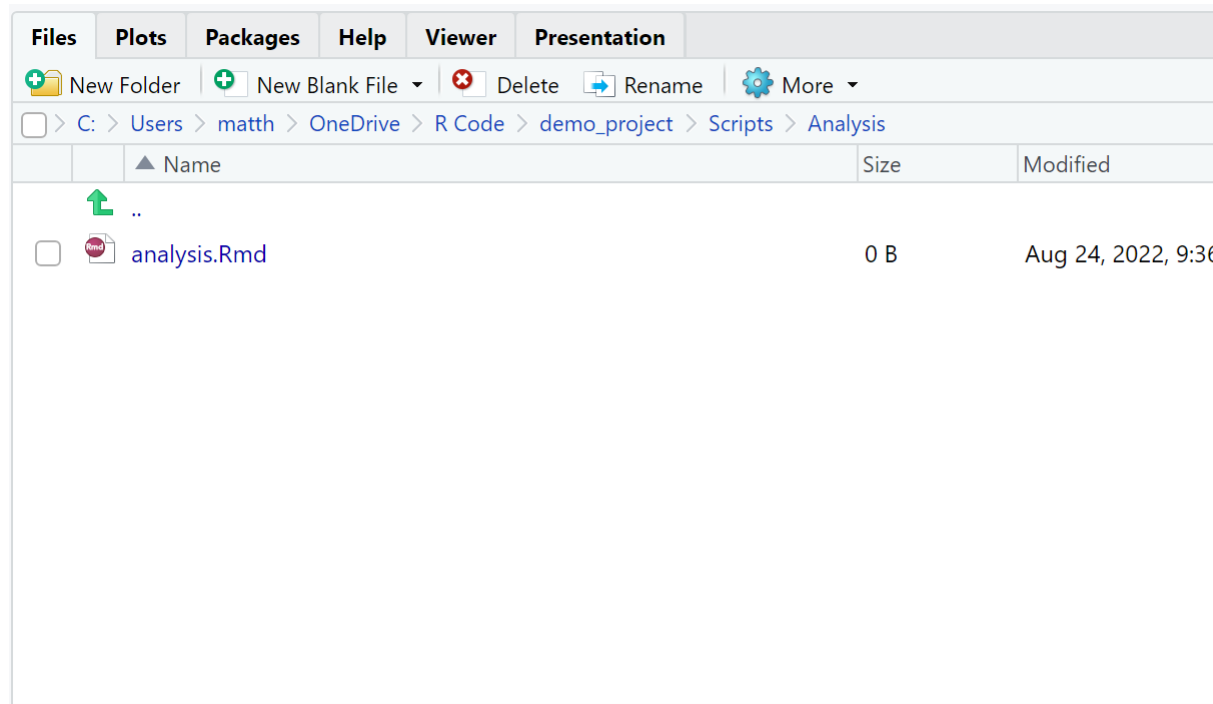 Files Plots Packages Help Viewer Presentation
New Folder New Blank File Delete Rename More
C: > Users > matth > OneDrive > R Code > demo_project > Scripts > Analysis
Name Size Modified
..
Rmd analysis.Rmd 0 B Aug 24, 2022, 9:36